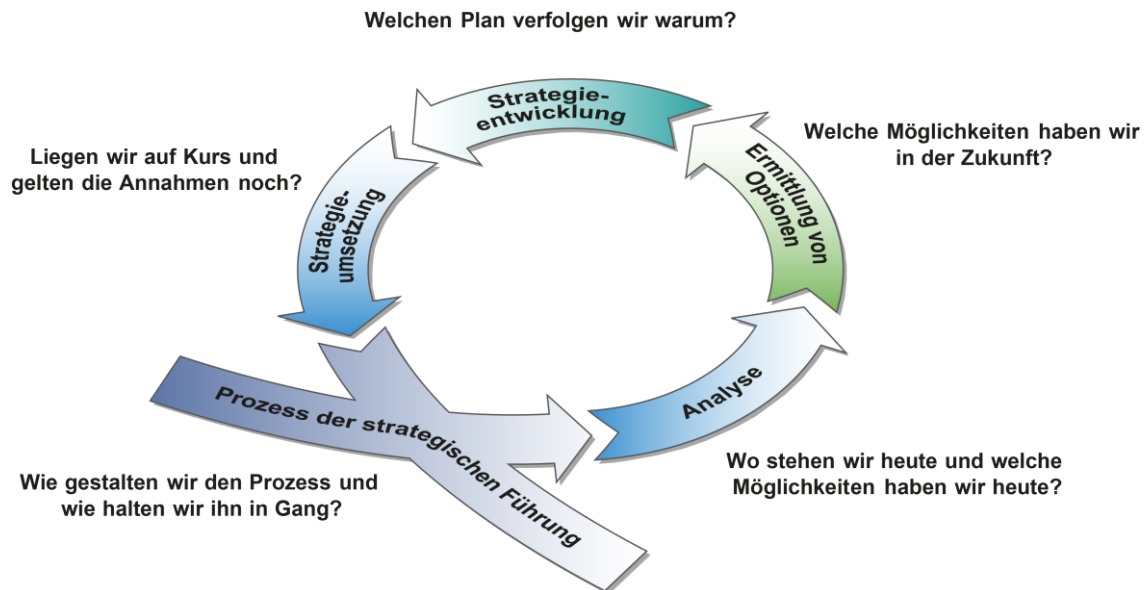 Welchen Plan verfolgen wir warum?
Strategie-
entwicklung
Welche Möglichkeiten haben wir
in der Zukunft?
Liegen wir auf Kurs und
gelten die Annahmen noch?
Ermittlung von
Optionen
Strategie-
umsetzung
Analyse
Prozess der strategischen Führung
Wo stehen wir heute und welche
Möglichkeiten haben wir heute?
Wie gestalten wir den Prozess und
wie halten wir ihn in Gang?